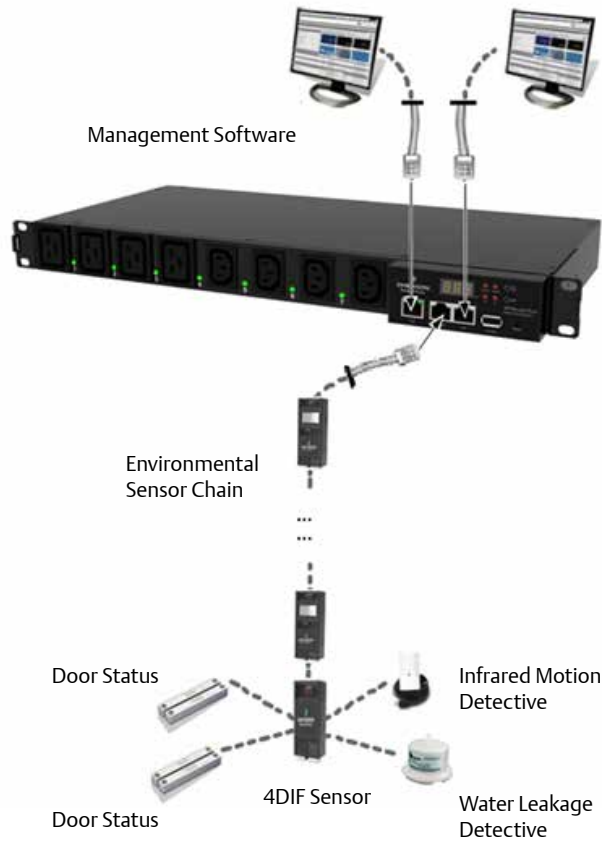 Management Software
Environmental
Sensor Chain
...
...
Door Status
Infrared Motion
Detective
4DIF Sensor
Door Status
Water Leakage
Detective